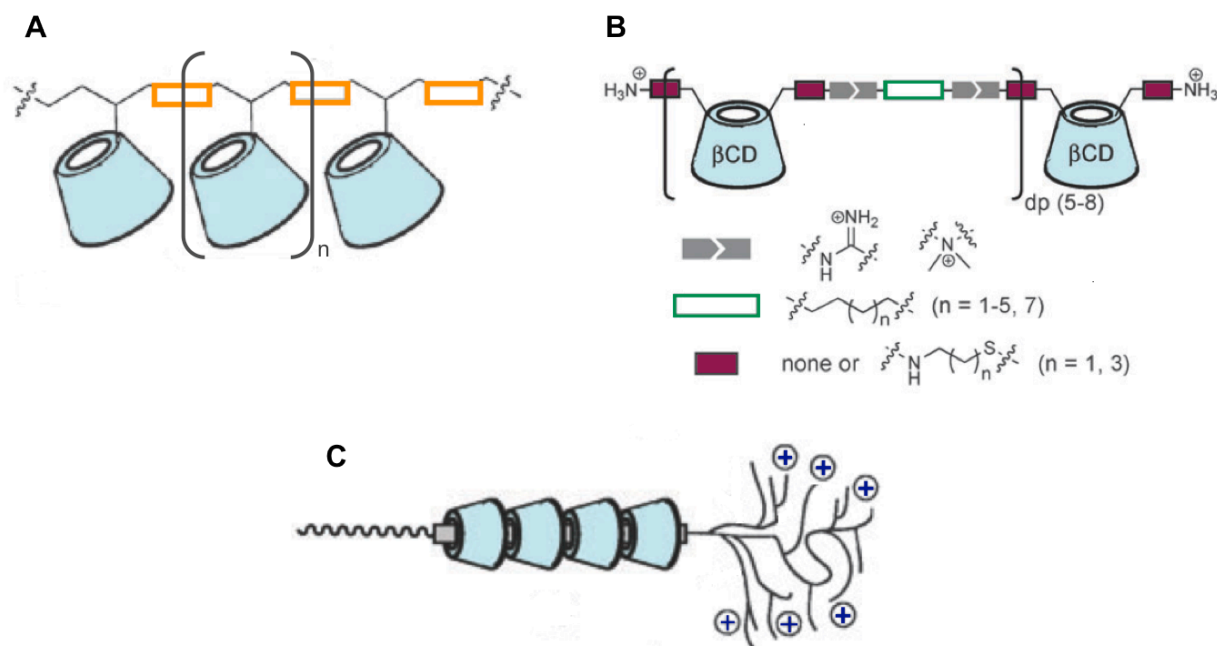 A
n
B
⊕
H₃N
βCD
βCD
⊕
NH₃
dp (5-8)
⊕NH₂
N
H
N
⊕
n
(n = 1-5, 7)
none or
N
H
n
S
(n = 1, 3)
C
+
+
+
+
+
+